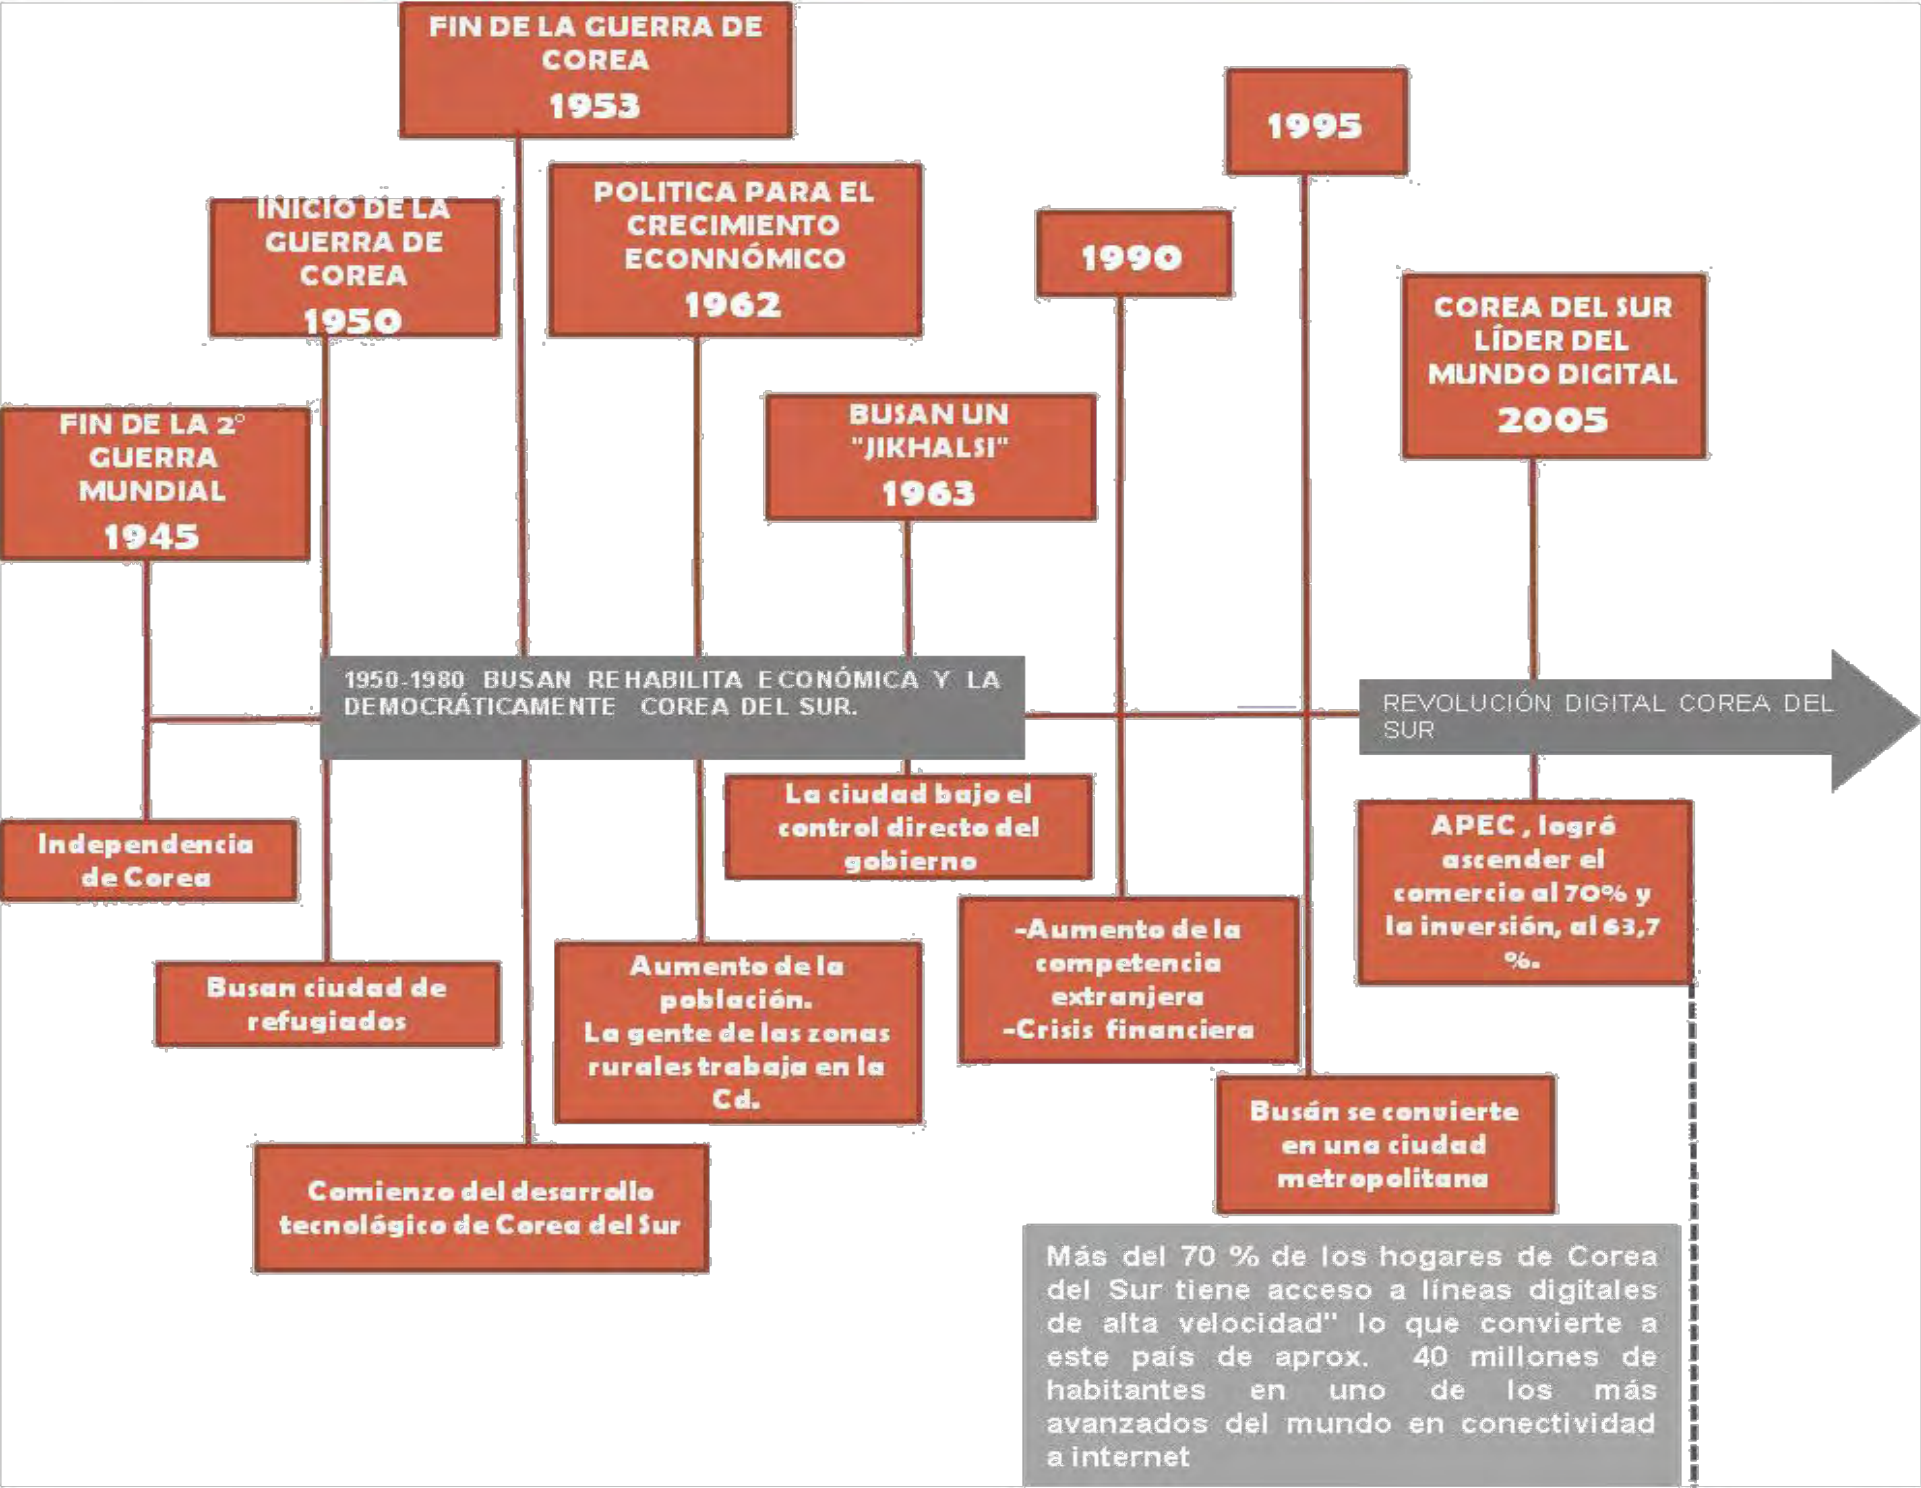 FIN DE LA GUERRA DE
COREA
1953
1995
POLITICA PARA EL
CRECIMIENTO
ECONNÓMICO
1962
INICIO DE LA
GUERRA DE
COREA
1950
1990
COREA DEL SUR
LÍDER DEL
MUNDO DIGITAL
2005
FIN DE LA 2°
GUERRA
MUNDIAL
1945
BUSAN UN
"JIKHALSI"
1963
1950-1980 BUSAN REHABILITA ECONÓMICA Y LA
DEMOCRÁTICAMENTE COREA DEL SUR.
REVOLUCIÓN DIGITAL COREA DEL
SUR
La ciudad bajo el
control directo del
gobierno
Independencia
de Corea
APEC , logró
ascender el
comercio al 70% y
la inversión, al 63,7
%.
-Aumento de la
competencia
extranjera
-Crisis financiera
Busan ciudad de
refugiados
Aumento de la
población.
La gente de las zonas
rurales trabaja en la
Cd.
Busán se convierte
en una ciudad
metropolitana
Comienzo del desarrollo
tecnológico de Corea del Sur
Más del 70 % de los hogares de Corea
del Sur tiene acceso a líneas digitales
de alta velocidad" lo que convierte a
este país de aprox. 40 millones de
habitantes en uno de los más
avanzados del mundo en conectividad
a internet